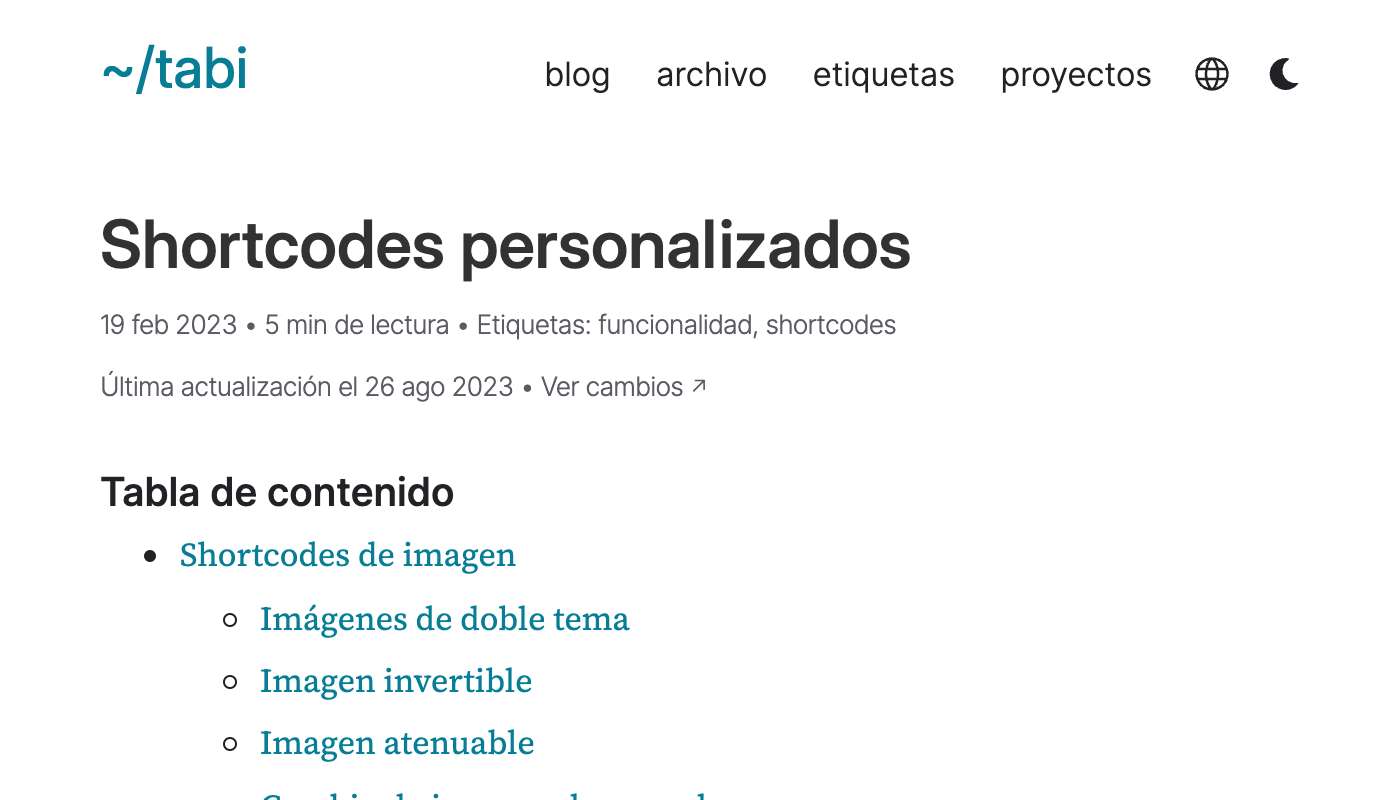 ~/tabi
blog archivo etiquetas proyectos
Shortcodes personalizados
19 feb 2023 • 5 min de lectura • Etiquetas: funcionalidad, shortcodes
Última actualización el 26 ago 2023 • Ver cambios ↗
Tabla de contenido
• Shortcodes de imagen
◦ Imágenes de doble tema
◦ Imagen invertible
◦ Imagen atenuable